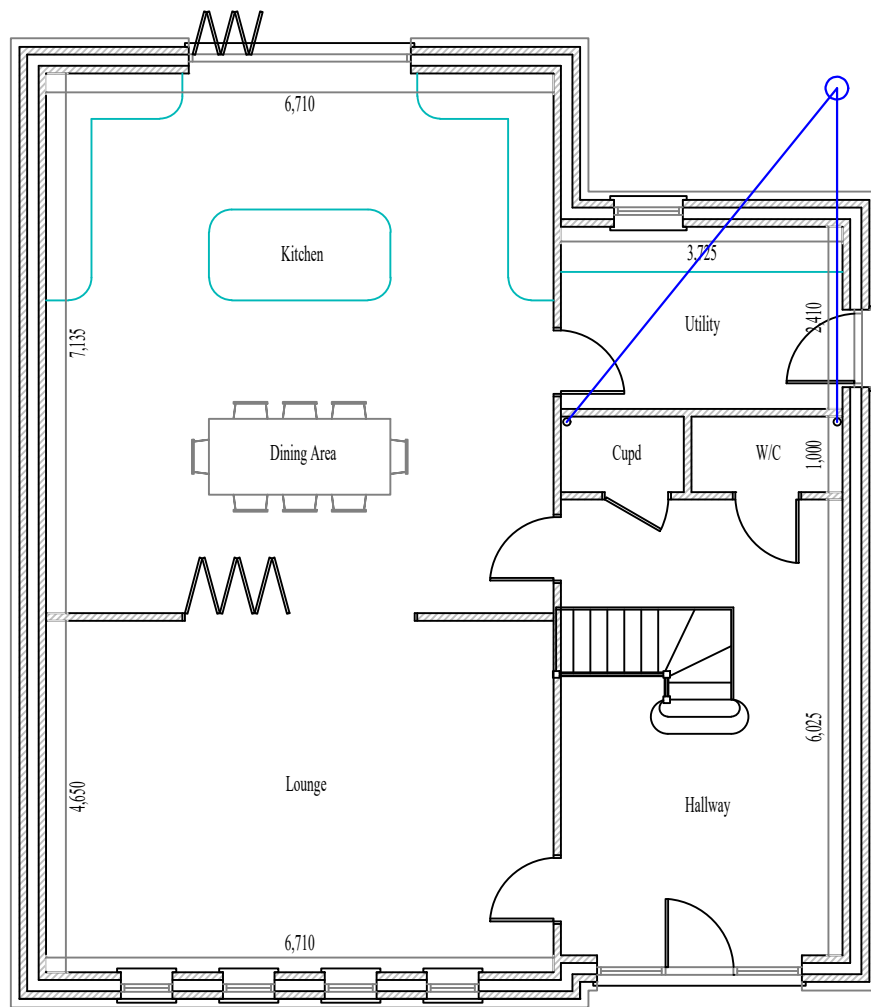 6,710
3,725
Kitchen
Utility
2,410
7,135
Dining Area
Cupd
W/C
1,000
6,025
4,650
Lounge
Hallway
6,710